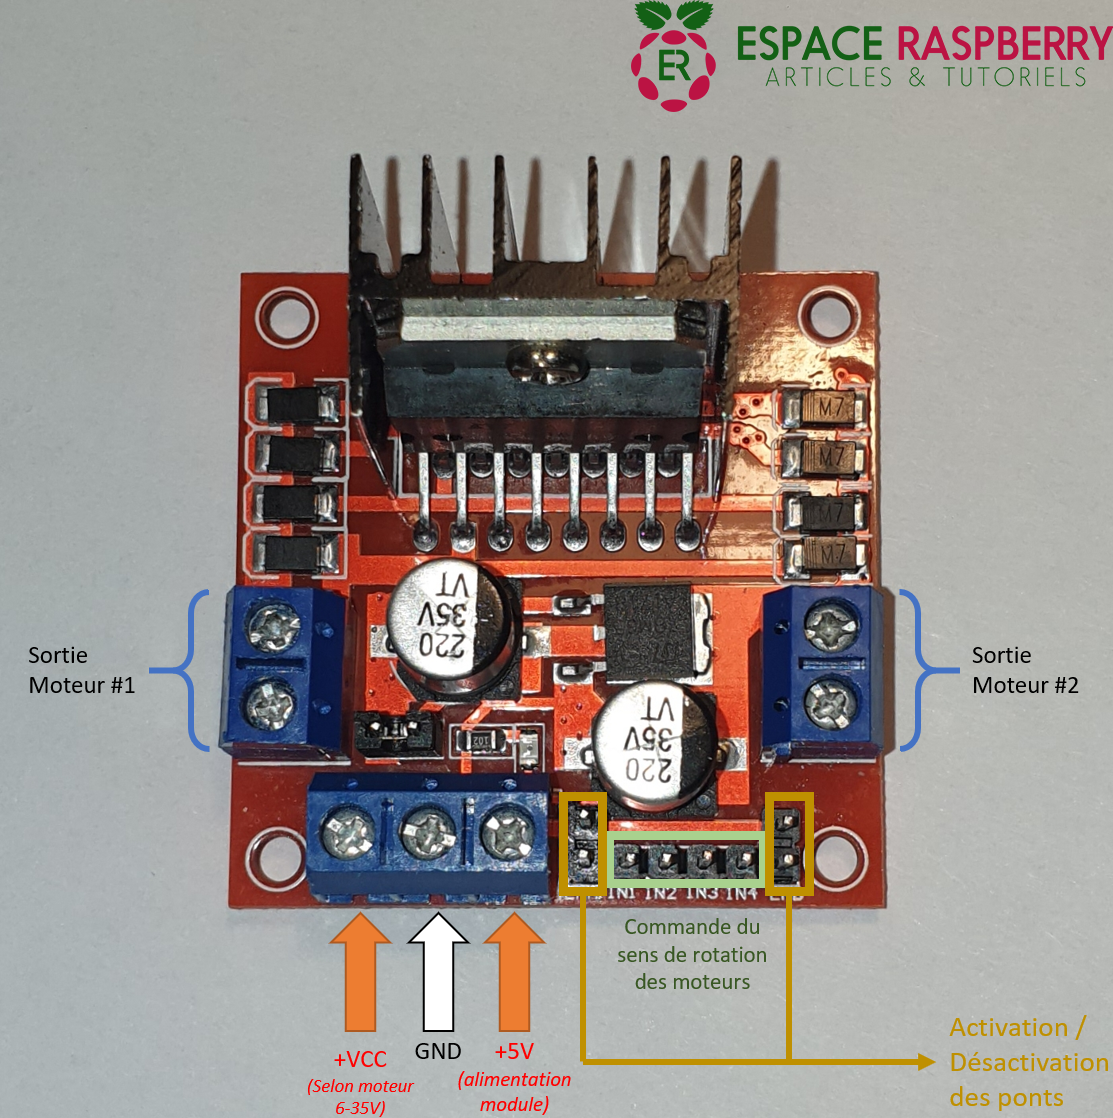 ESPACE RASPBERRY
ER
ARTICLES & TUTORIELS
M7
M7
M7
M7
VT
35V
220
Sortie
Moteur #1
Sortie
Moteur #2
VT
35V
220
102
IN1 IN2 IN3 IN4
Commande du
sens de rotation
des moteurs
+VCC
(Selon moteur
6-35V)
GND
+5V
(alimentation
module)
Activation /
Désactivation
des ponts